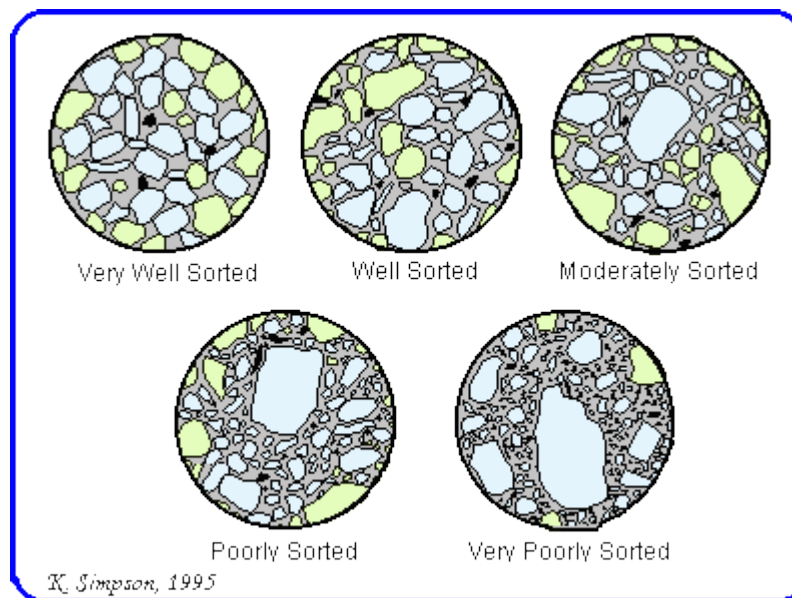 Very Well Sorted
Well Sorted
Moderately Sorted
Poorly Sorted
Very Poorly Sorted
K. Simpson, 1995